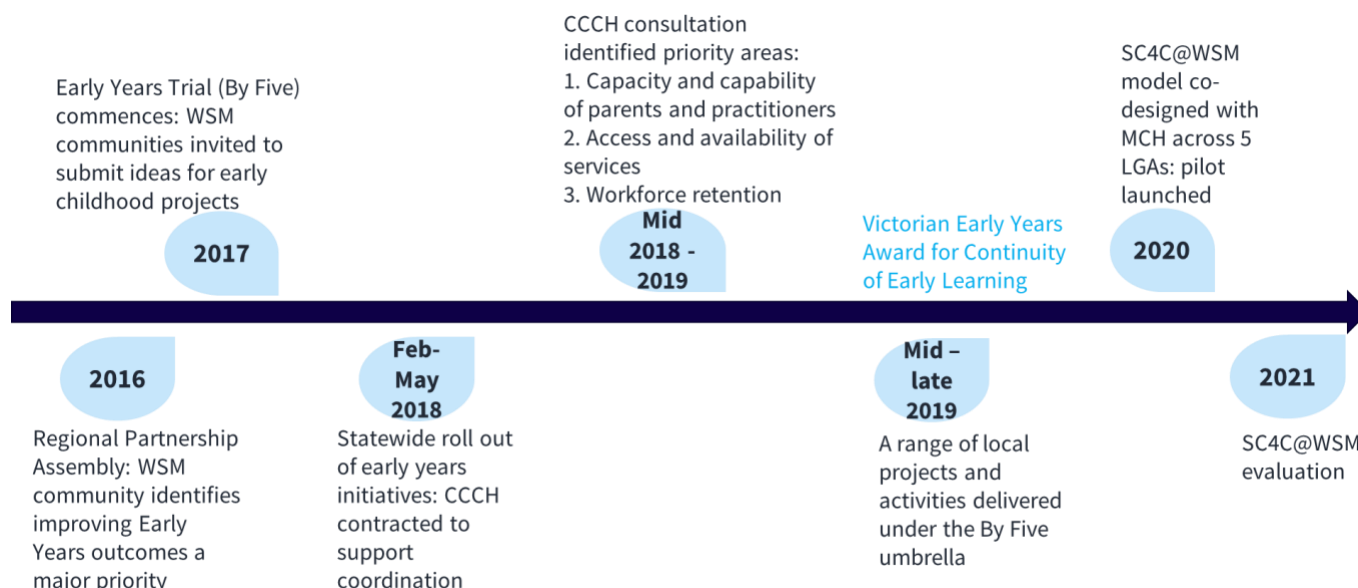 CCCH consultation
identified priority areas:
1. Capacity and capability
of parents and practitioners
2. Access and availability of
services
3. Workforce retention
SC4C@WSM
model co-
designed with
MCH across 5
LGAs: pilot
launched
Early Years Trial (By Five)
commences: WSM
communities invited to
submit ideas for early
childhood projects
2017
Mid
2018 -
2019
Victorian Early Years
Award for Continuity
of Early Learning
2020
2016
Regional Partnership
Assembly: WSM
community identifies
improving Early
Years outcomes a
major priority
Feb-
May
2018
Statewide roll out
of early years
initiatives: CCCH
contracted to
support
coordination
Mid –
late
2019
A range of local
projects and
activities delivered
under the By Five
umbrella
2021
SC4C@WSM
evaluation